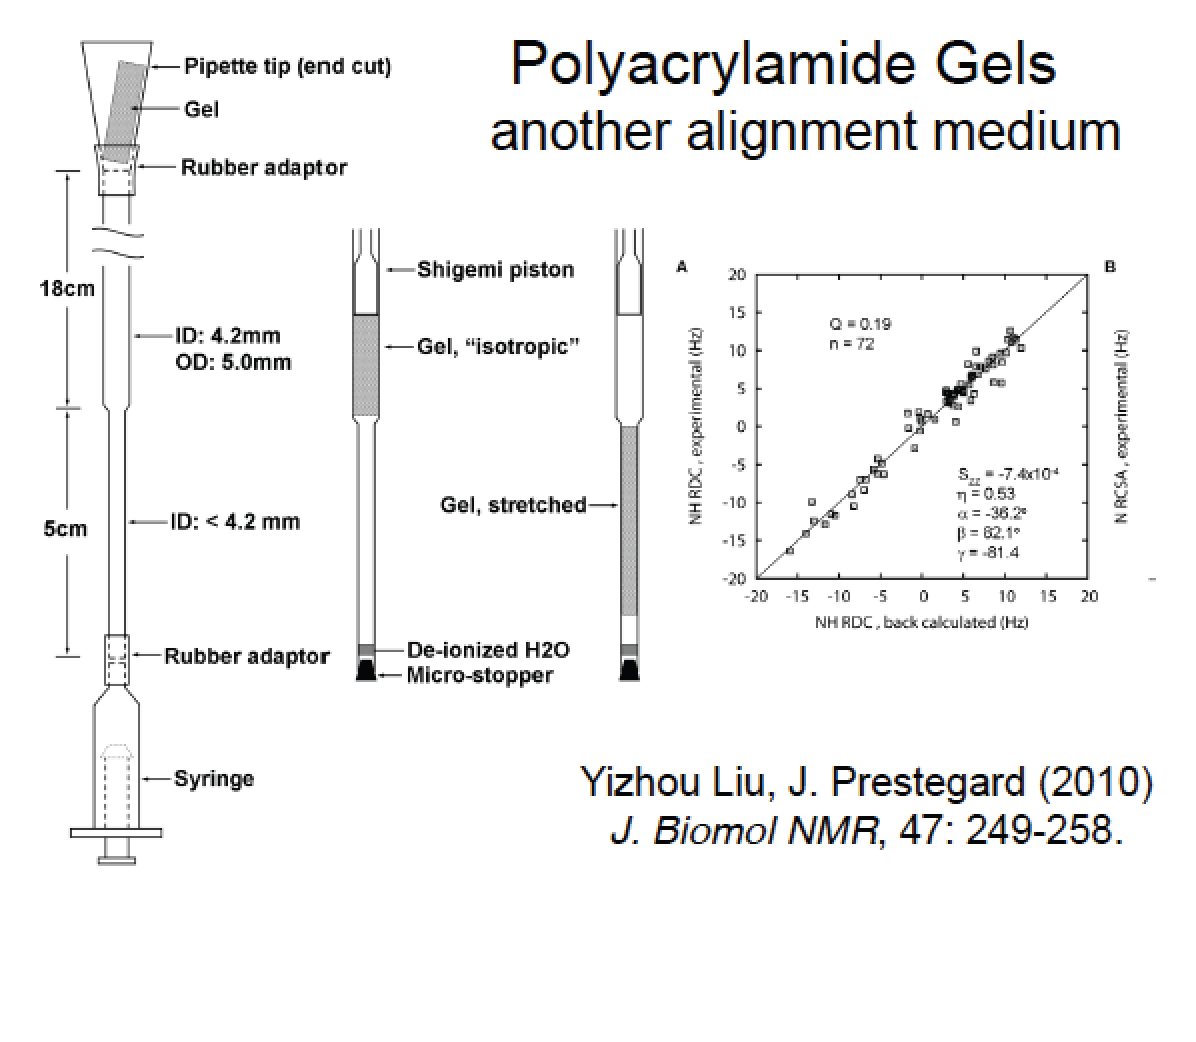 Polyacrylamide Gels
another alignment medium
Pipette tip (end cut)
Gel
Rubber adaptor
18cm
ID: 4.2mm
OD: 5.0mm
5cm
ID: < 4.2 mm
Rubber adaptor
Syringe
Shigemi piston
Gel, “isotropic”
Gel, stretched
De-ionized H2O
Micro-stopper
A
B
NH RDC, experimental (Hz)
20
15
10
5
0
-5
-10
-15
-20
Q = 0.19
n = 72
Szz = -7.4x10-4
η = 0.53
α = -36.2°
β = 82.1°
γ = -81.4
-20 -15 -10 -5 0 5 10 15 20
NH RDC, back calculated (Hz)
N RCSA, experimental (Hz)
Yizhou Liu, J. Prestegard (2010)
J. Biomol NMR, 47: 249-258.